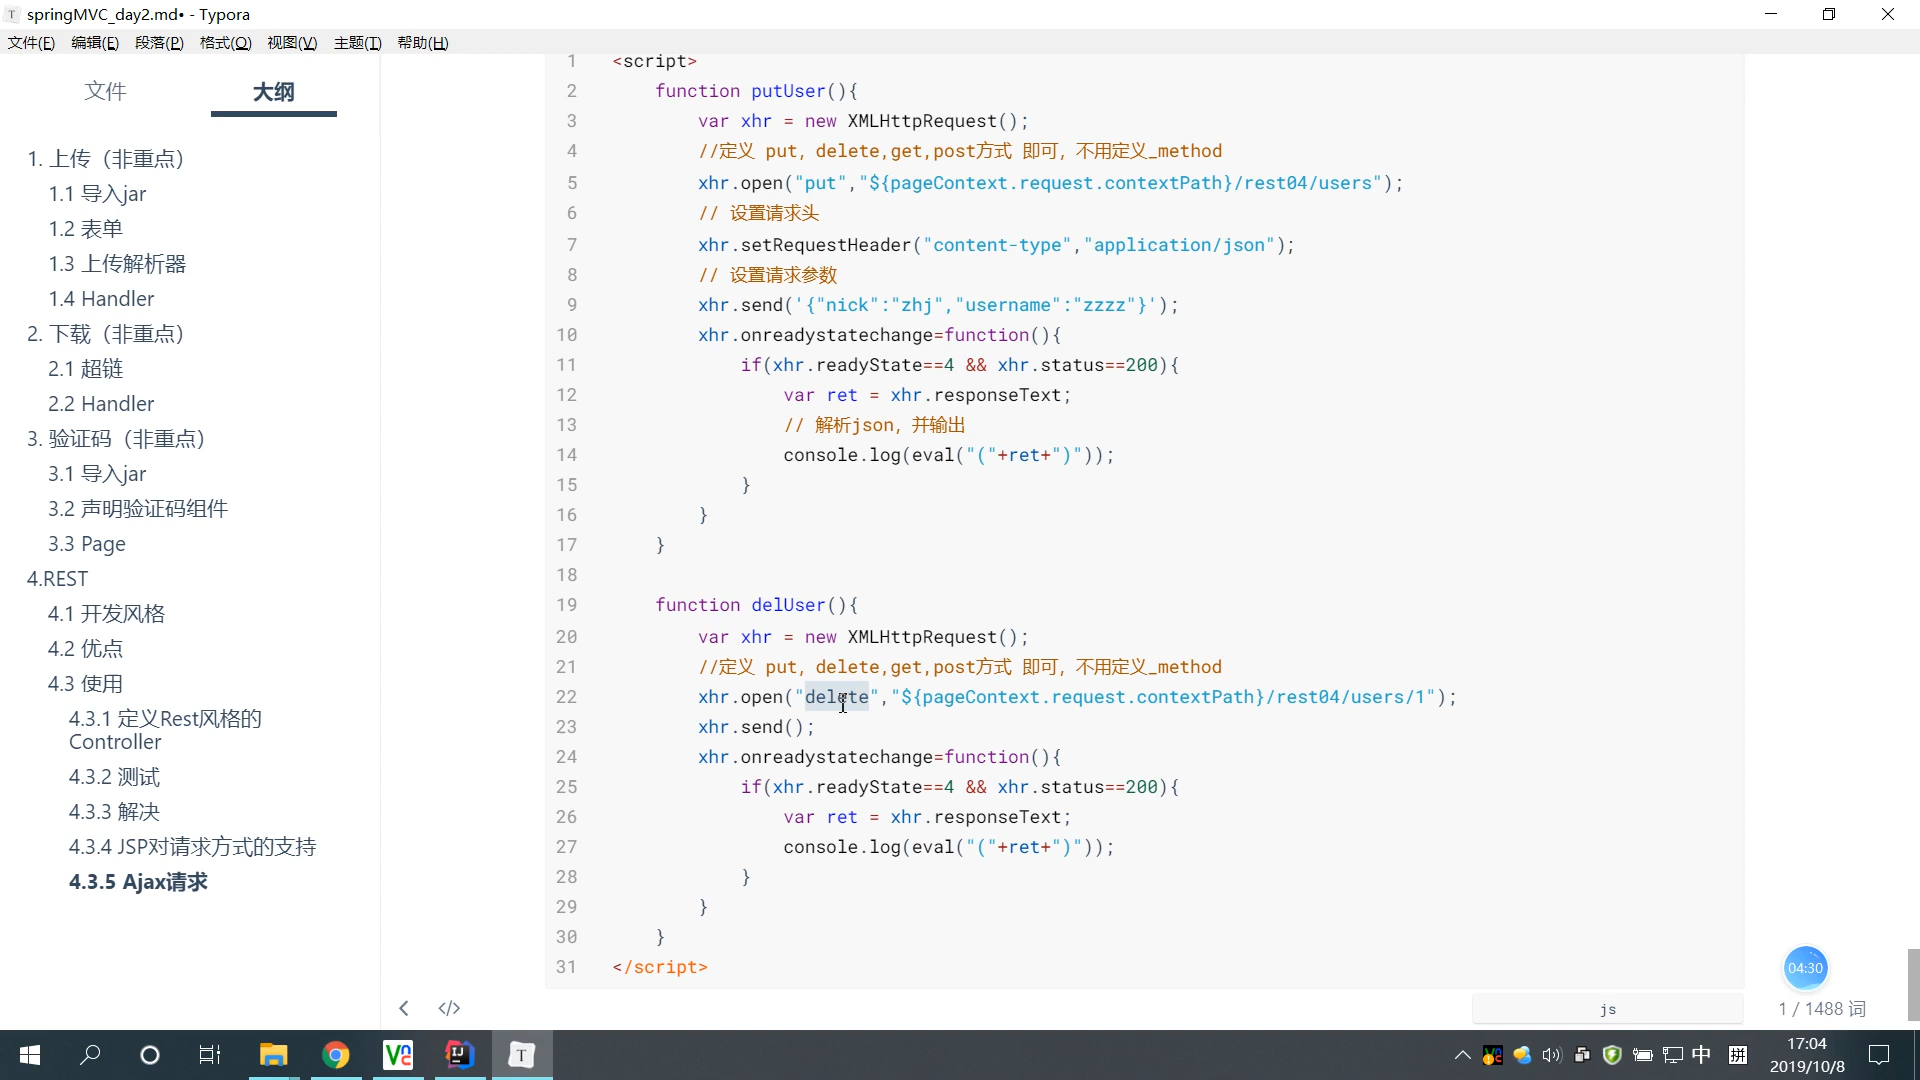 springMVC_day2.md• - Typora
文件(F) 编辑(E) 段落(P) 格式(O) 视图(V) 主题(T) 帮助(H)
文件 大纲
1. 上传（非重点）
1.1 导入jar
1.2 表单
1.3 上传解析器
1.4 Handler
2. 下载（非重点）
2.1 超链
2.2 Handler
3. 验证码（非重点）
3.1 导入jar
3.2 声明验证码组件
3.3 Page
4.REST
4.1 开发风格
4.2 优点
4.3 使用
4.3.1 定义Rest风格的
Controller
4.3.2 测试
4.3.3 解决
4.3.4 JSP对请求方式的支持
4.3.5 Ajax请求
1 <script>
2 function putUser(){
3 var xhr = new XMLHttpRequest();
4 //定义 put, delete,get,post方式 即可, 不用定义_method
5 xhr.open("put","${pageContext.request.contextPath}/rest04/users");
6 // 设置请求头
7 xhr.setRequestHeader("content-type","application/json");
8 // 设置请求参数
9 xhr.send('{"nick":"zhj","username":"zzzz"}');
10 xhr.onreadystatechange=function(){
11 if(xhr.readyState==4 && xhr.status==200){
12 var ret = xhr.responseText;
13 // 解析json, 并输出
14 console.log(eval("("+ret+")"));
15 }
16 }
17 }
18
19 function delUser(){
20 var xhr = new XMLHttpRequest();
21 //定义 put, delete,get,post方式 即可, 不用定义_method
22 xhr.open("delete","${pageContext.request.contextPath}/rest04/users/1");
23 xhr.send();
24 xhr.onreadystatechange=function(){
25 if(xhr.readyState==4 && xhr.status==200){
26 var ret = xhr.responseText;
27 console.log(eval("("+ret+")"));
28 }
29 }
30 }
31 </script>
04:30
js
1 / 1488 词
中 拼
17:04
2019/10/8